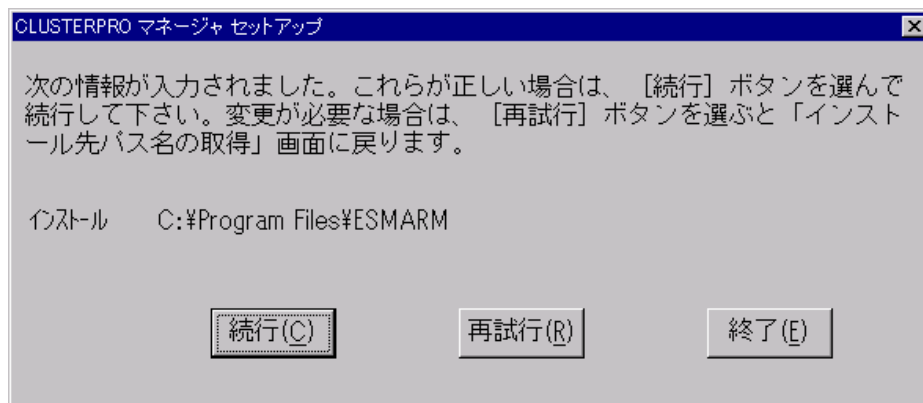 CLUSTERPRO マネージャ セットアップ
次の情報が入力されました。これらが正しい場合は、 [続行] ボタンを選んで
続行して下さい。変更が必要な場合は、 [再試行] ボタンを選ぶと「インスト
ール先パス名の取得」画面に戻ります。
インストール C:¥Program Files¥ESMARM
続行(C) 再試行(R) 終了(E)